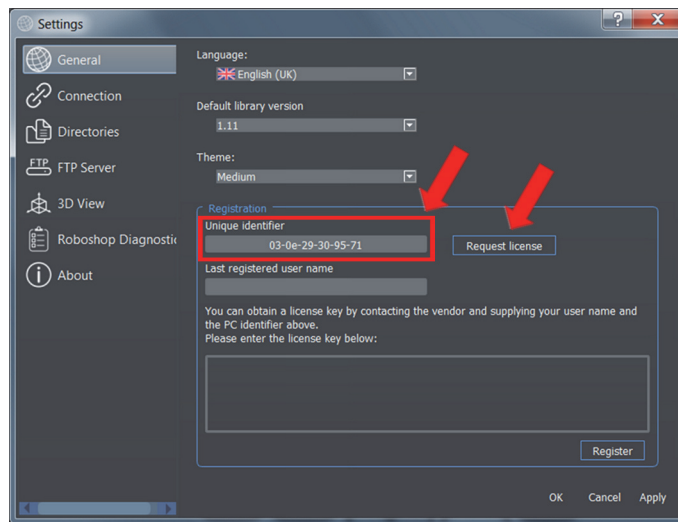 Settings
?
X
General
Connection
Directories
FTP
FTP Server
3D View
Roboshop Diagnostic
i
About
Language:
English (UK)
Default library version
1.11
Theme:
Medium
Registration
Unique identifier
03-0e-29-30-95-71
Request license
Last registered user name
You can obtain a license key by contacting the vendor and supplying your user name and
the PC identifier above.
Please enter the license key below:
Register
OK Cancel Apply